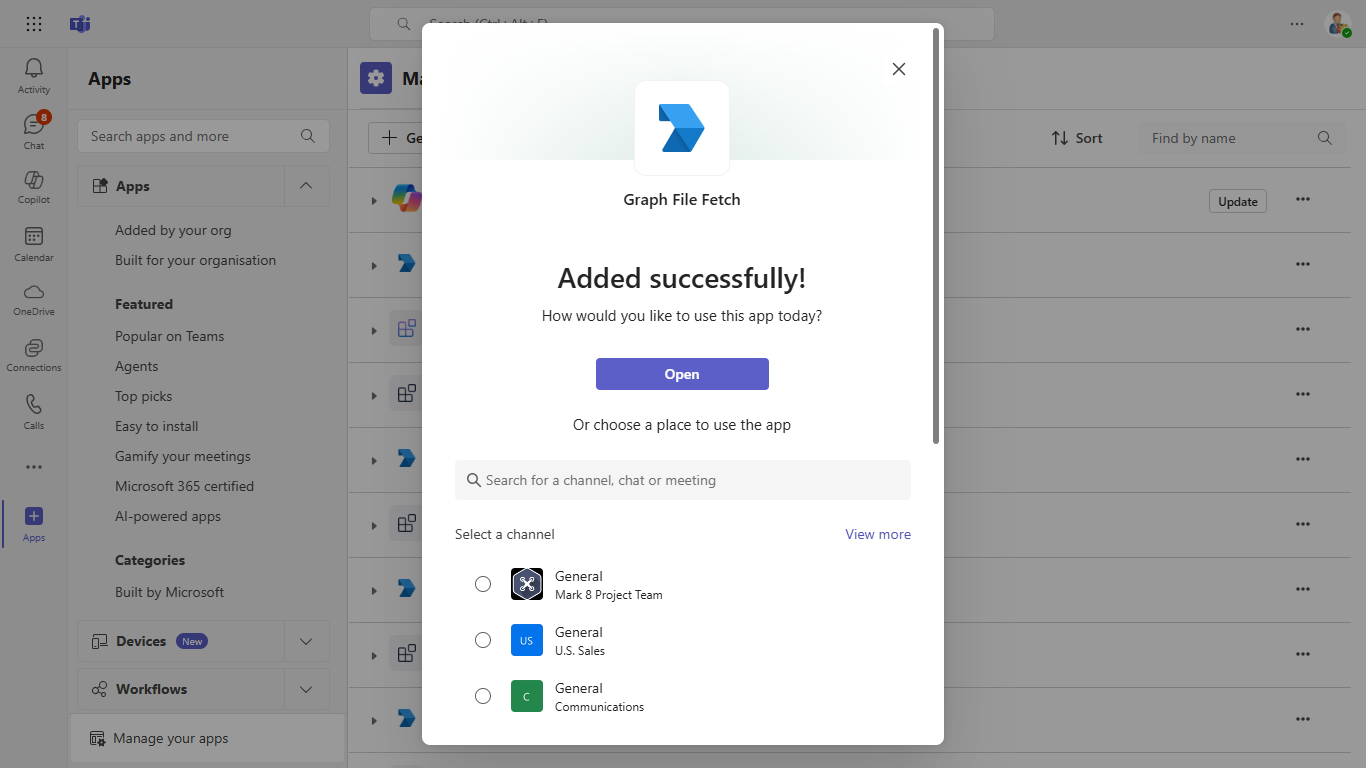 Search (Ctrl+Alt+E)
Activity
8
Chat
Copilot
Calendar
OneDrive
Connections
Calls
Apps
Apps
Search apps and more
Apps
Added by your org
Built for your organisation
Featured
Popular on Teams
Agents
Top picks
Easy to install
Gamify your meetings
Microsoft 365 certified
AI-powered apps
Categories
Built by Microsoft
Devices New
Workflows
Manage your apps
Sort
Find by name
Update
Graph File Fetch
Added successfully!
How would you like to use this app today?
Open
Or choose a place to use the app
Search for a channel, chat or meeting
Select a channel
View more
General
Mark 8 Project Team
US
General
U.S. Sales
C
General
Communications